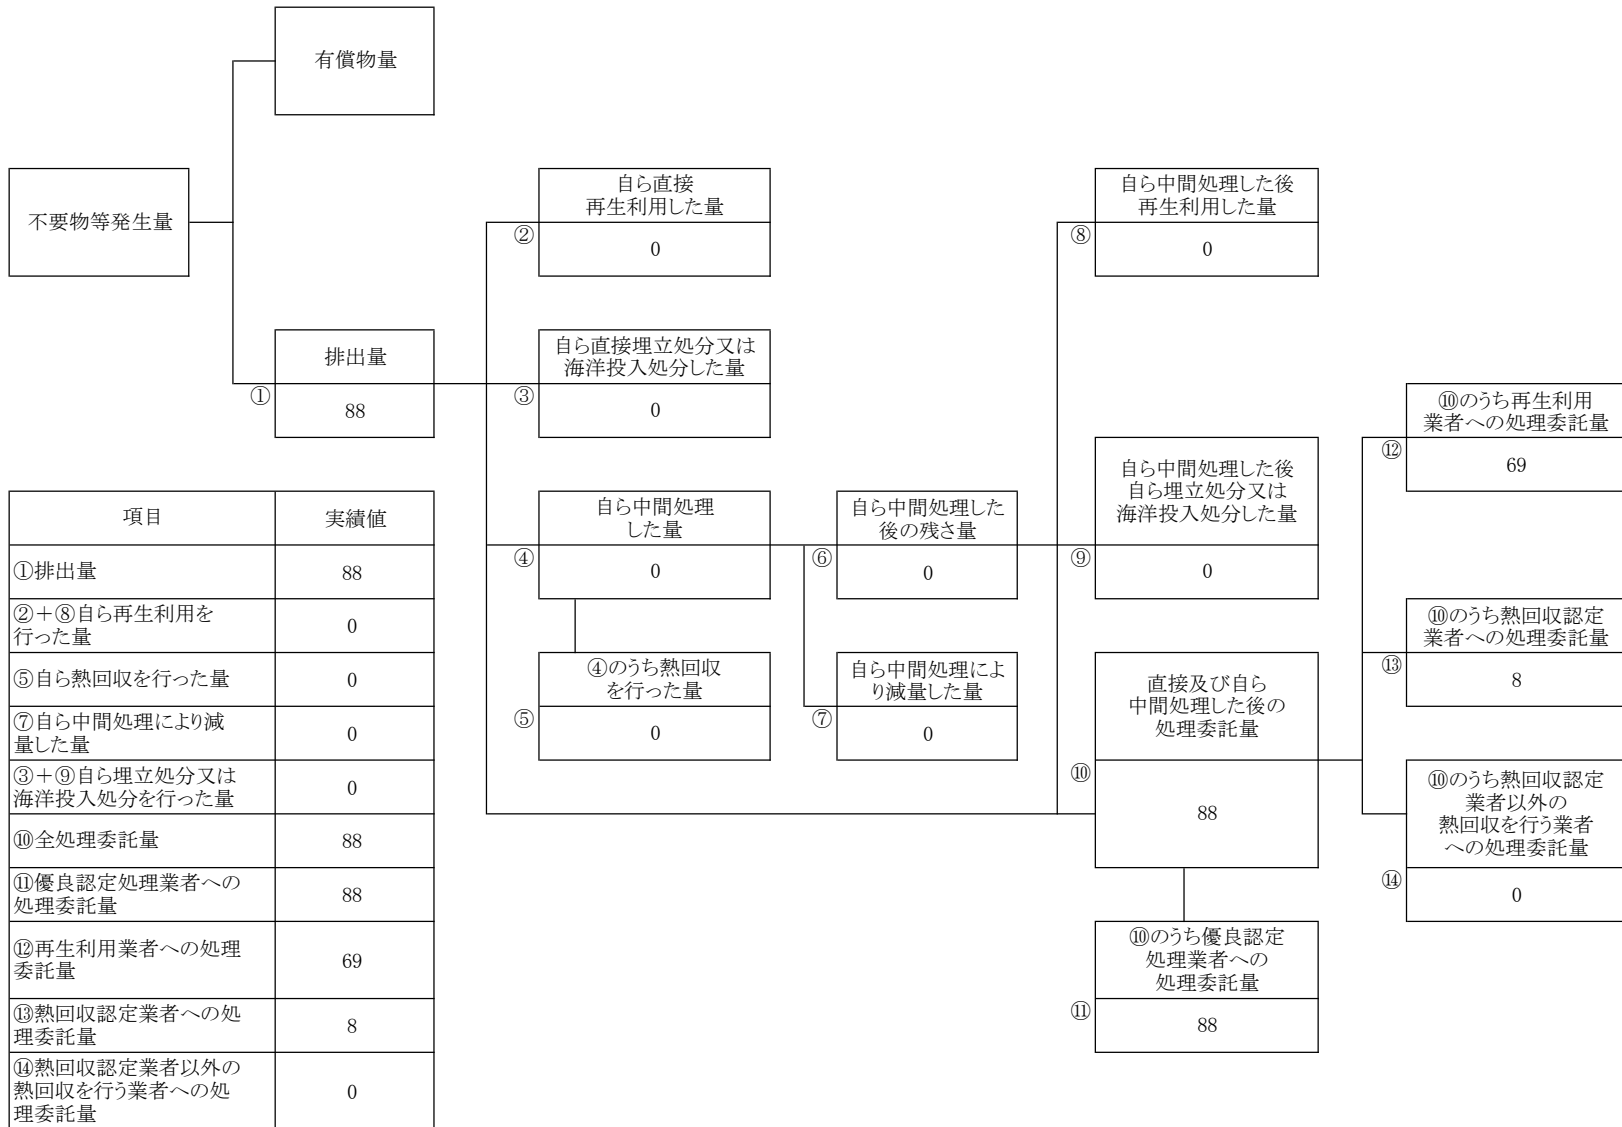 有償物量
不要物等発生量
自ら直接
再生利用した量
②
0
自ら中間処理した後
再生利用した量
⑧
0
排出量
①
88
自ら直接埋立処分又は
海洋投入処分した量
③
0
⑩のうち再生利用
業者への処理委託量
⑫
69
自ら中間処理
した量
④
0
自ら中間処理した
後の残さ量
⑥
0
自ら中間処理した後
自ら埋立処分又は
海洋投入処分した量
⑨
0
⑩のうち熱回収認定
業者への処理委託量
⑬
8
④のうち熱回収
を行った量
⑤
0
自ら中間処理によ
り減量した量
⑦
0
直接及び自ら
中間処理した後の
処理委託量
⑩
88
⑩のうち熱回収認定
業者以外の
熱回収を行う業者
への処理委託量
⑭
0
⑩のうち優良認定
処理業者への
処理委託量
⑪
88
項目 実績値
①排出量 88
②＋⑧自ら再生利用を
行った量 0
⑤自ら熱回収を行った量 0
⑦自ら中間処理により減
量した量 0
③＋⑨自ら埋立処分又は
海洋投入処分を行った量 0
⑩全処理委託量 88
⑪優良認定処理業者への
処理委託量 88
⑫再生利用業者への処理
委託量 69
⑬熱回収認定業者への処
理委託量 8
⑭熱回収認定業者以外の
熱回収を行う業者への処 0
理委託量